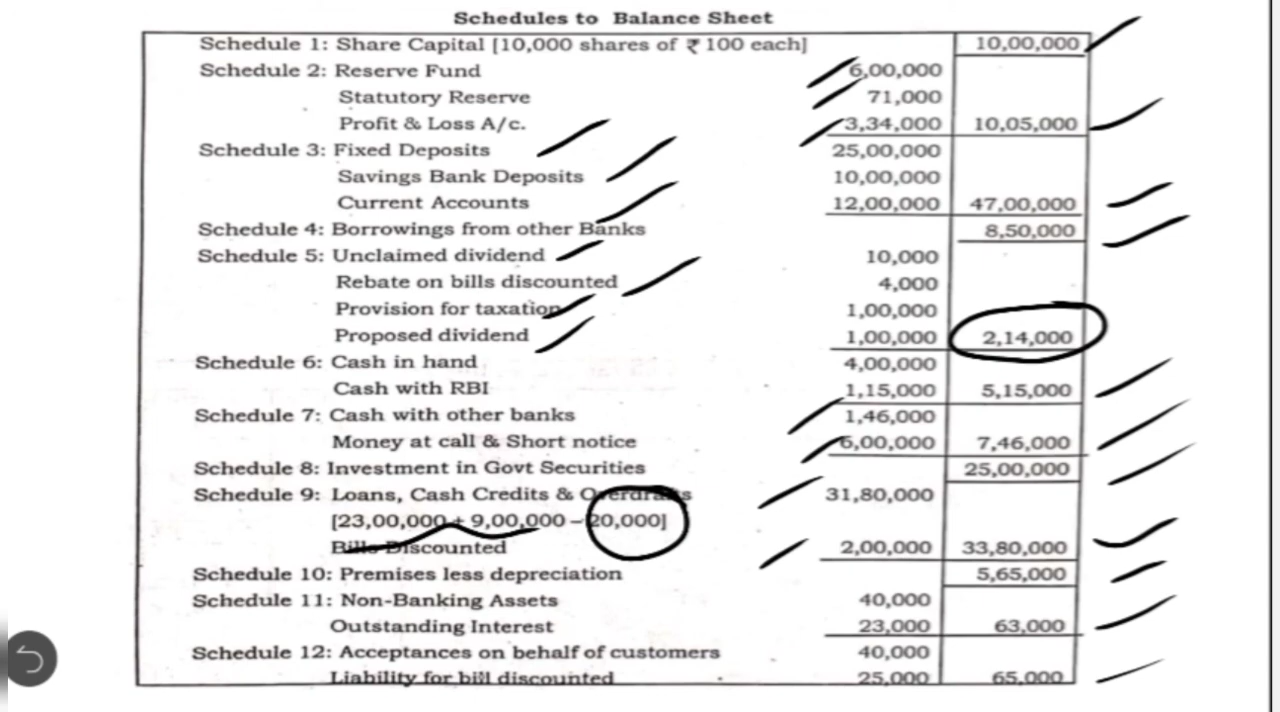 Schedules to Balance Sheet
Schedule 1: Share Capital [10,000 shares of ₹ 100 each] 10,00,000
Schedule 2: Reserve Fund 6,00,000
Statutory Reserve 71,000
Profit & Loss A/c. 3,34,000 10,05,000
Schedule 3: Fixed Deposits 25,00,000
Savings Bank Deposits 10,00,000
Current Accounts 12,00,000 47,00,000
Schedule 4: Borrowings from other Banks 8,50,000
Schedule 5: Unclaimed dividend 10,000
Rebate on bills discounted 4,000
Provision for taxation 1,00,000
Proposed dividend 1,00,000 2,14,000
Schedule 6: Cash in hand 4,00,000
Cash with RBI 1,15,000 5,15,000
Schedule 7: Cash with other banks 1,46,000
Money at call & Short notice 6,00,000 7,46,000
Schedule 8: Investment in Govt Securities 25,00,000
Schedule 9: Loans, Cash Credits & Overdrafts 31,80,000
[23,00,000 + 9,00,000 – 20,000]
Bills Discounted 2,00,000 33,80,000
Schedule 10: Premises less depreciation 5,65,000
Schedule 11: Non-Banking Assets 40,000
Outstanding Interest 23,000 63,000
Schedule 12: Acceptances on behalf of customers 40,000
Liability for bill discounted 25,000 65,000